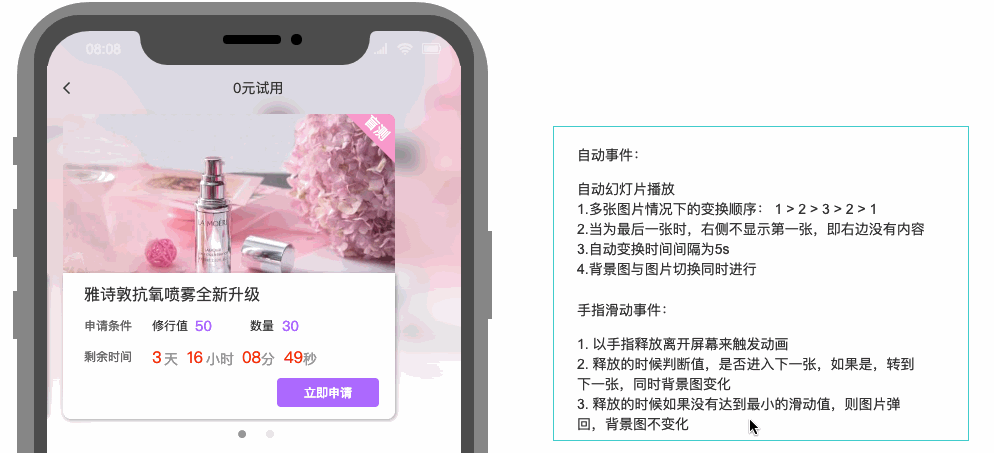 08:08
0元试用
盲测
LA MOERI
雅诗敦抗氧喷雾全新升级
申请条件 修行值 50 数量 30
剩余时间 3 天 16 小时 08分 49秒
立即申请
自动事件：
自动幻灯片播放
1.多张图片情况下的变换顺序： 1 > 2 > 3 > 2 > 1
2.当为最后一张时，右侧不显示第一张，即右边没有内容
3.自动变换时间间隔为5s
4.背景图与图片切换同时进行
手指滑动事件：
1. 以手指释放离开屏幕来触发动画
2. 释放的时候判断值，是否进入下一张，如果是，转到
下一张，同时背景图变化
3. 释放的时候如果没有达到最小的滑动值，则图片弹
回，背景图不变化